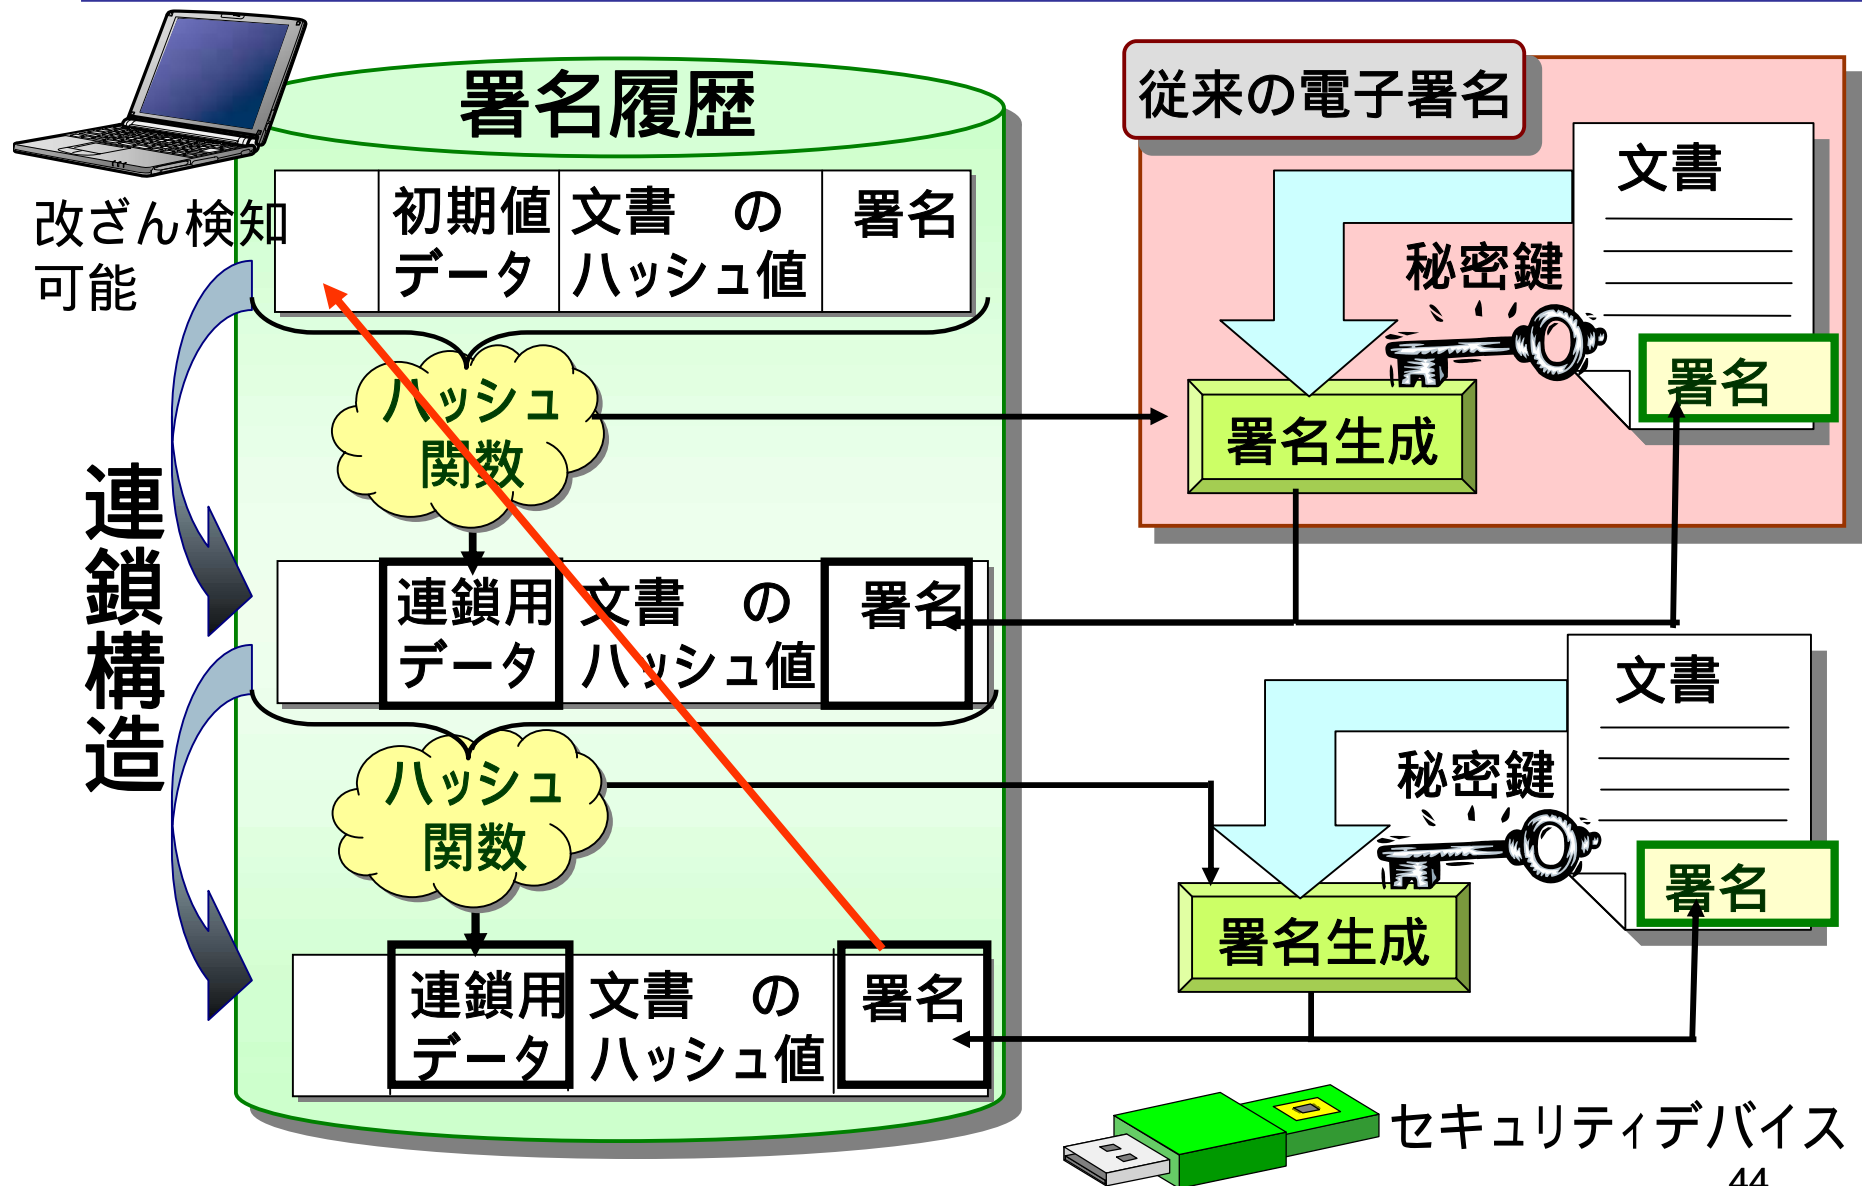 署名履歴
従来の電子署名
改ざん検知
可能
初期値
データ
文書 の
ハッシュ値
署名
文書
秘密鍵
署名
署名生成
ハッシュ
関数
連鎖構造
連鎖用
データ
文書 の
ハッシュ値
署名
文書
秘密鍵
署名
署名生成
ハッシュ
関数
連鎖用
データ
文書 の
ハッシュ値
署名
セキュリティデバイス
44